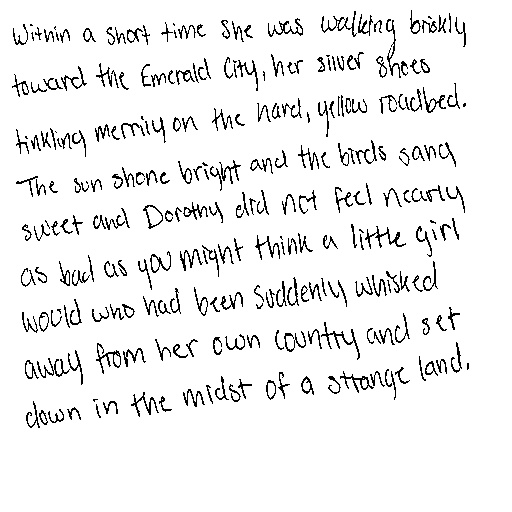 Within a short time she was walking briskly
toward the Emerald City, her silver shoes
tinkling merrily on the hard, yellow roadbed.
The sun shone bright and the birds sang
sweet and Dorothy did not feel nearly
as bad as you might think a little girl
would who had been suddenly whisked
away from her own country and set
down in the midst of a strange land.